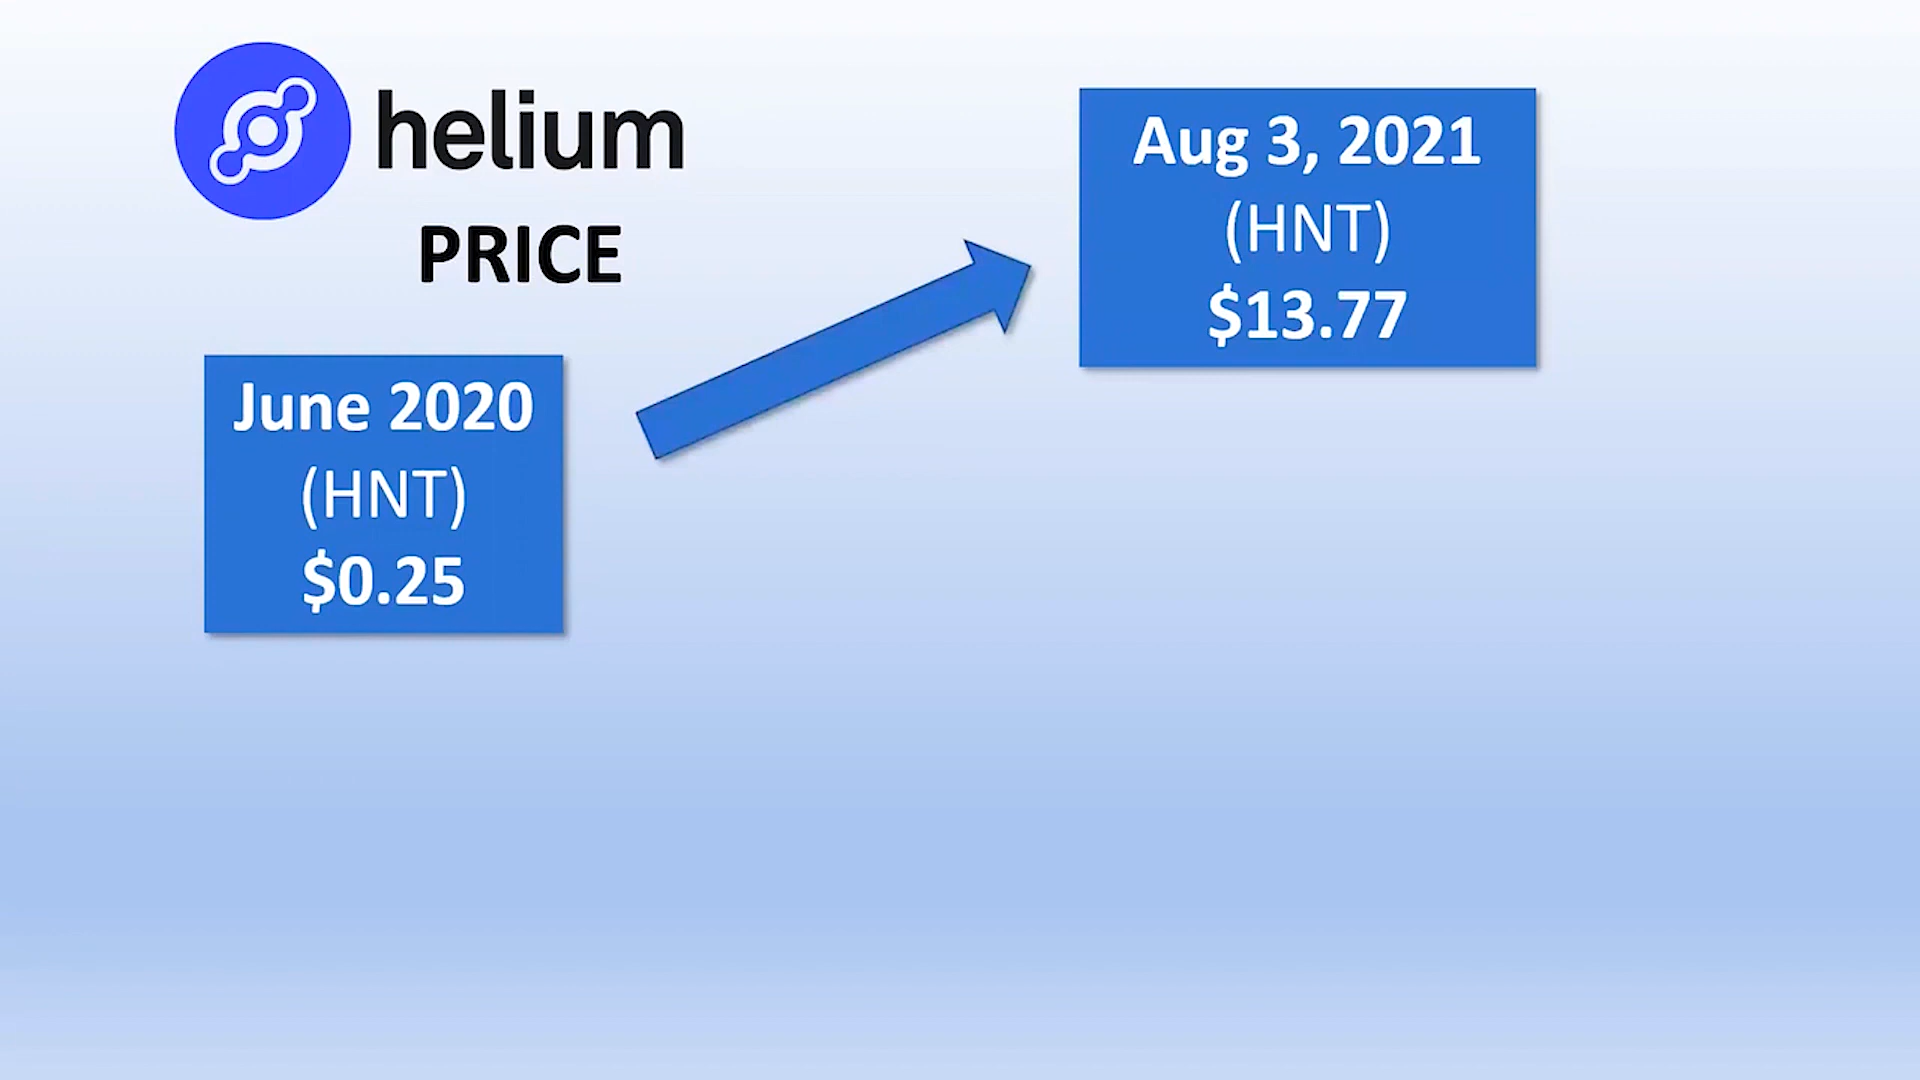 helium
PRICE
June 2020
(HNT)
$0.25
Aug 3, 2021
(HNT)
$13.77